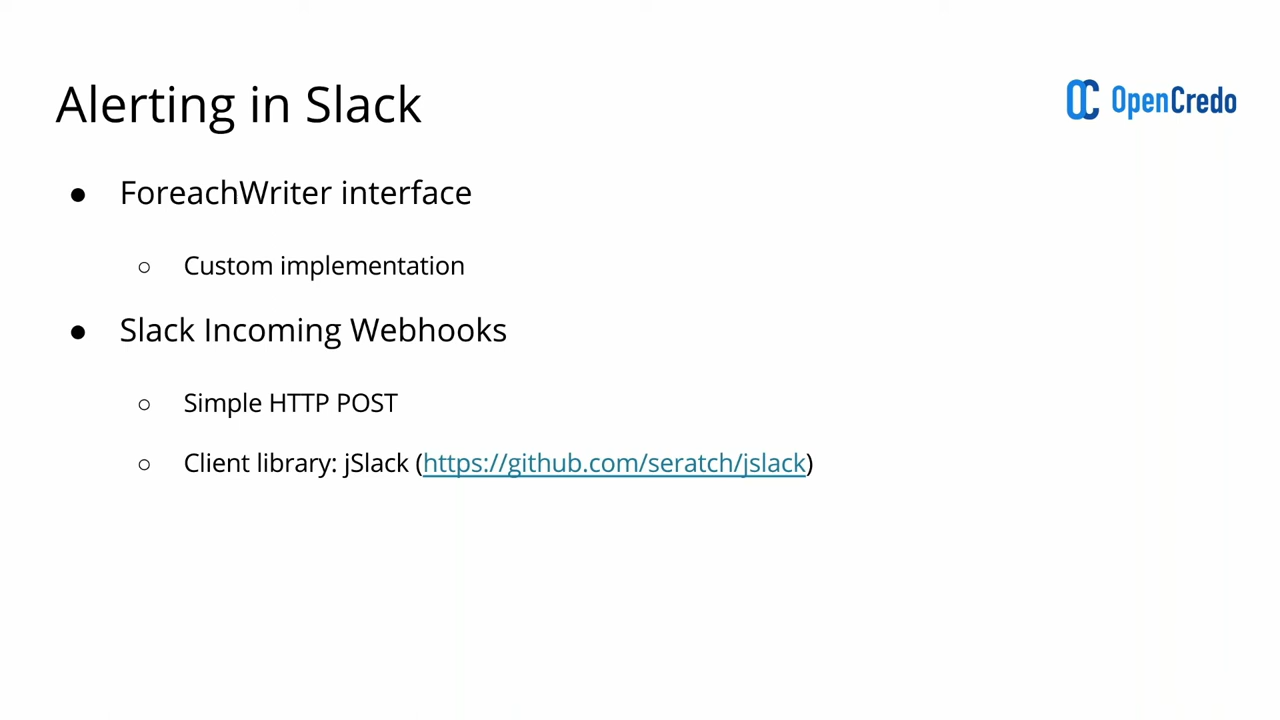 Alerting in Slack
OpenCredo
● ForeachWriter interface
○ Custom implementation
● Slack Incoming Webhooks
○ Simple HTTP POST
○ Client library: jSlack (https://github.com/seratch/jslack)